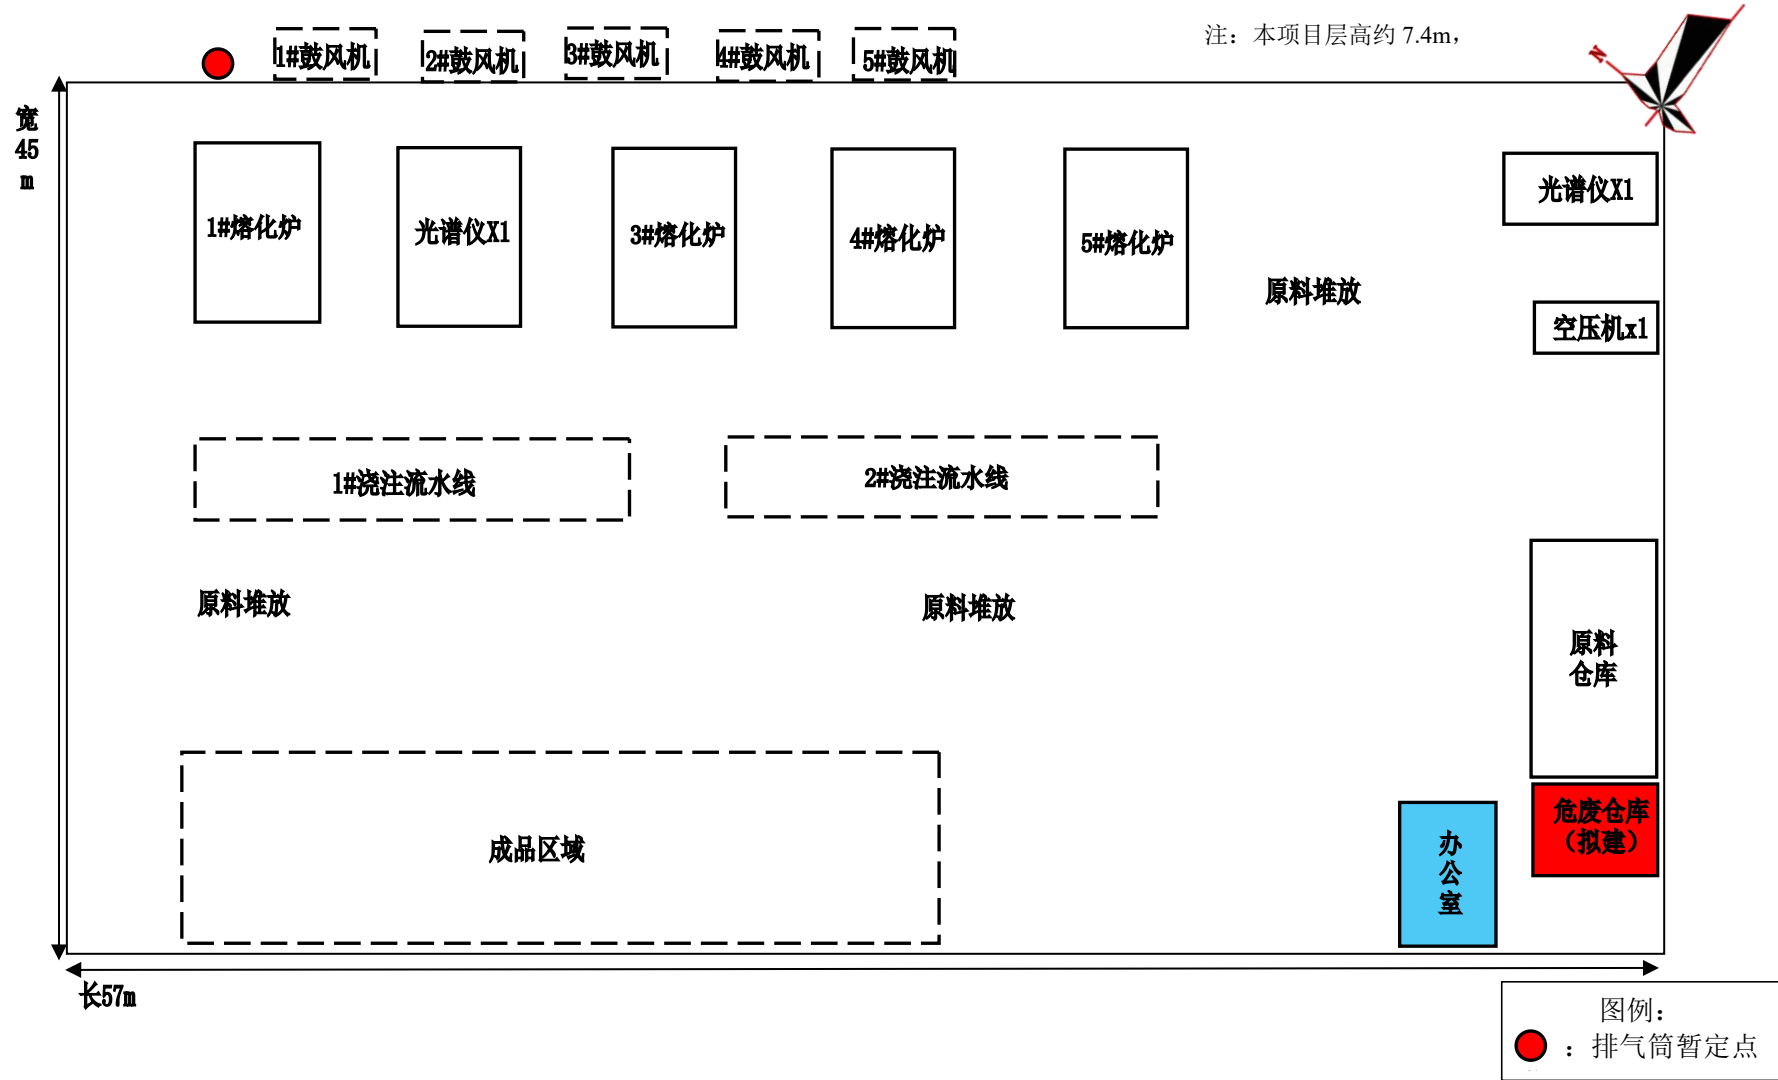 注：本项目层高约 7.4m，
N
1#鼓风机
2#鼓风机
3#鼓风机
4#鼓风机
5#鼓风机
宽
45
m
1#熔化炉
光谱仪X1
3#熔化炉
4#熔化炉
5#熔化炉
光谱仪X1
原料堆放
空压机x1
1#浇注流水线
2#浇注流水线
原料堆放
原料堆放
原料
仓库
成品区域
办
公
室
危废仓库
（拟建）
长57m
图例：
：排气筒暂定点